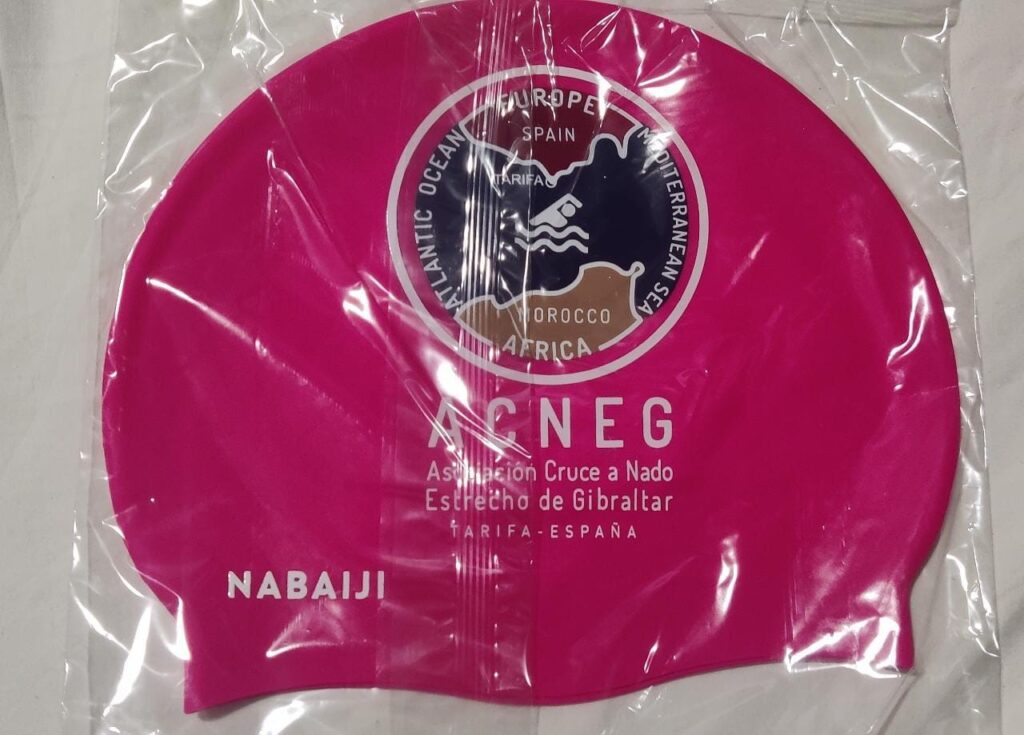 EUROPE
SPAIN
ATLANTIC OCEAN
MEDITERRANEAN SEA
TARIFA
MOROCCO
AFRICA
ACNEG
Asociación Cruce a Nado
Estrecho de Gibraltar
TARIFA-ESPAÑA
NABAIJI